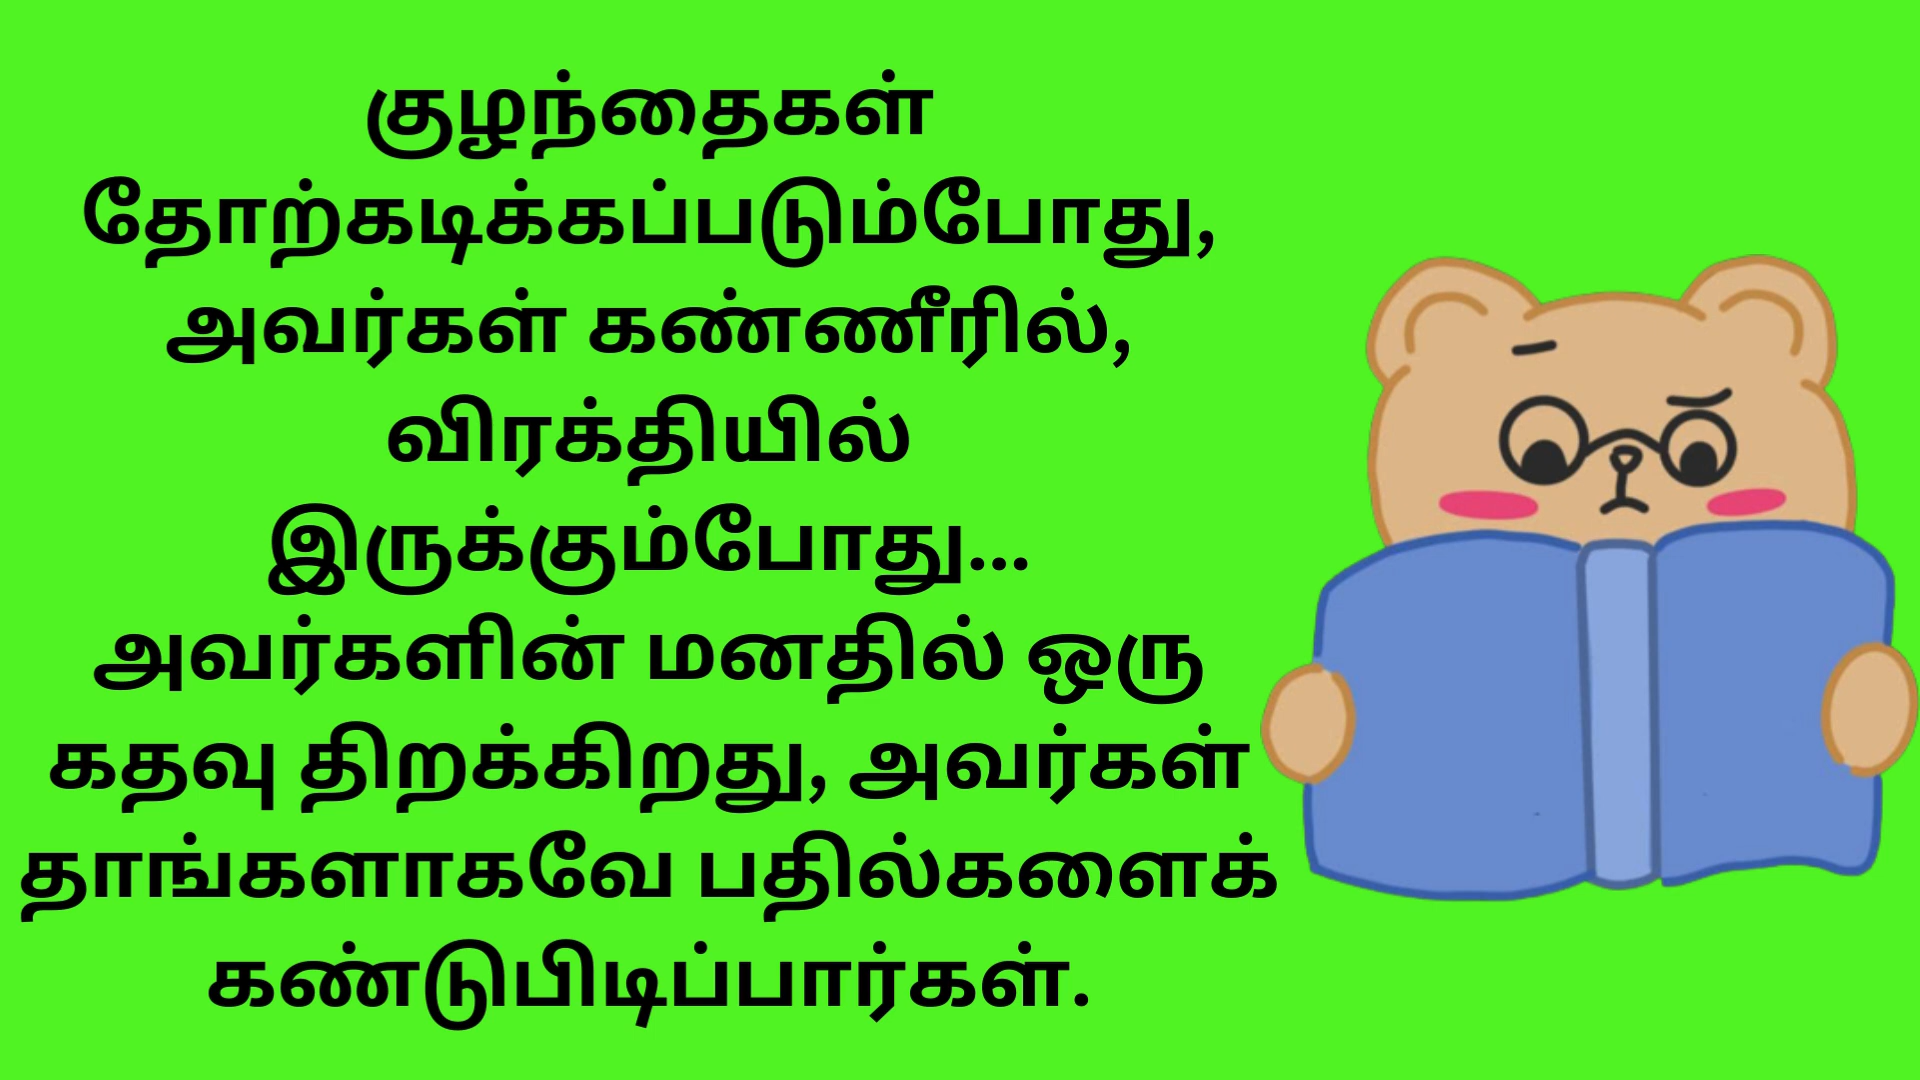 குழந்தைகள்
தோற்கடிக்கப்படும்போது,
அவர்கள் கண்ணீரில்,
விரக்தியில்
இருக்கும்போது...
அவர்களின் மனதில் ஒரு
கதவு திறக்கிறது, அவர்கள்
தாங்களாகவே பதில்களைக்
கண்டுபிடிப்பார்கள்.